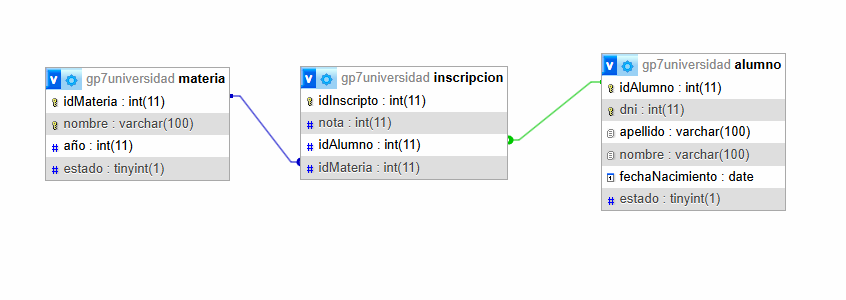 gp7universidad materia
idMateria : int(11)
nombre : varchar(100)
año : int(11)
estado : tinyint(1)
gp7universidad inscripcion
idInscripto : int(11)
nota : int(11)
idAlumno : int(11)
idMateria : int(11)
gp7universidad alumno
idAlumno : int(11)
dni : int(11)
apellido : varchar(100)
nombre : varchar(100)
fechaNacimiento : date
estado : tinyint(1)